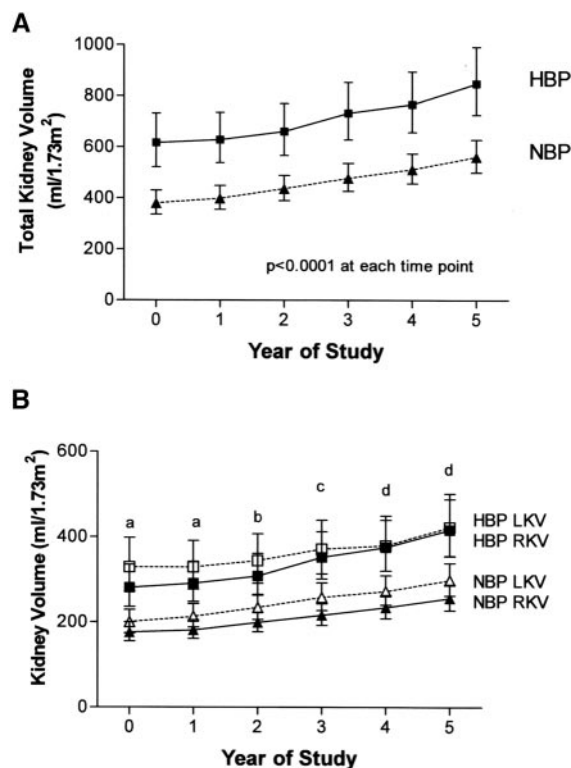 A
Total Kidney Volume
(ml/1.73m²)
1000
800
600
400
200
0
HBP
NBP
p<0.0001 at each time point
0 1 2 3 4 5
Year of Study
B
Kidney Volume (ml/1.73m²)
600
400
200
0
a a b c d d
HBP LKV
HBP RKV
NBP LKV
NBP RKV
0 1 2 3 4 5
Year of Study